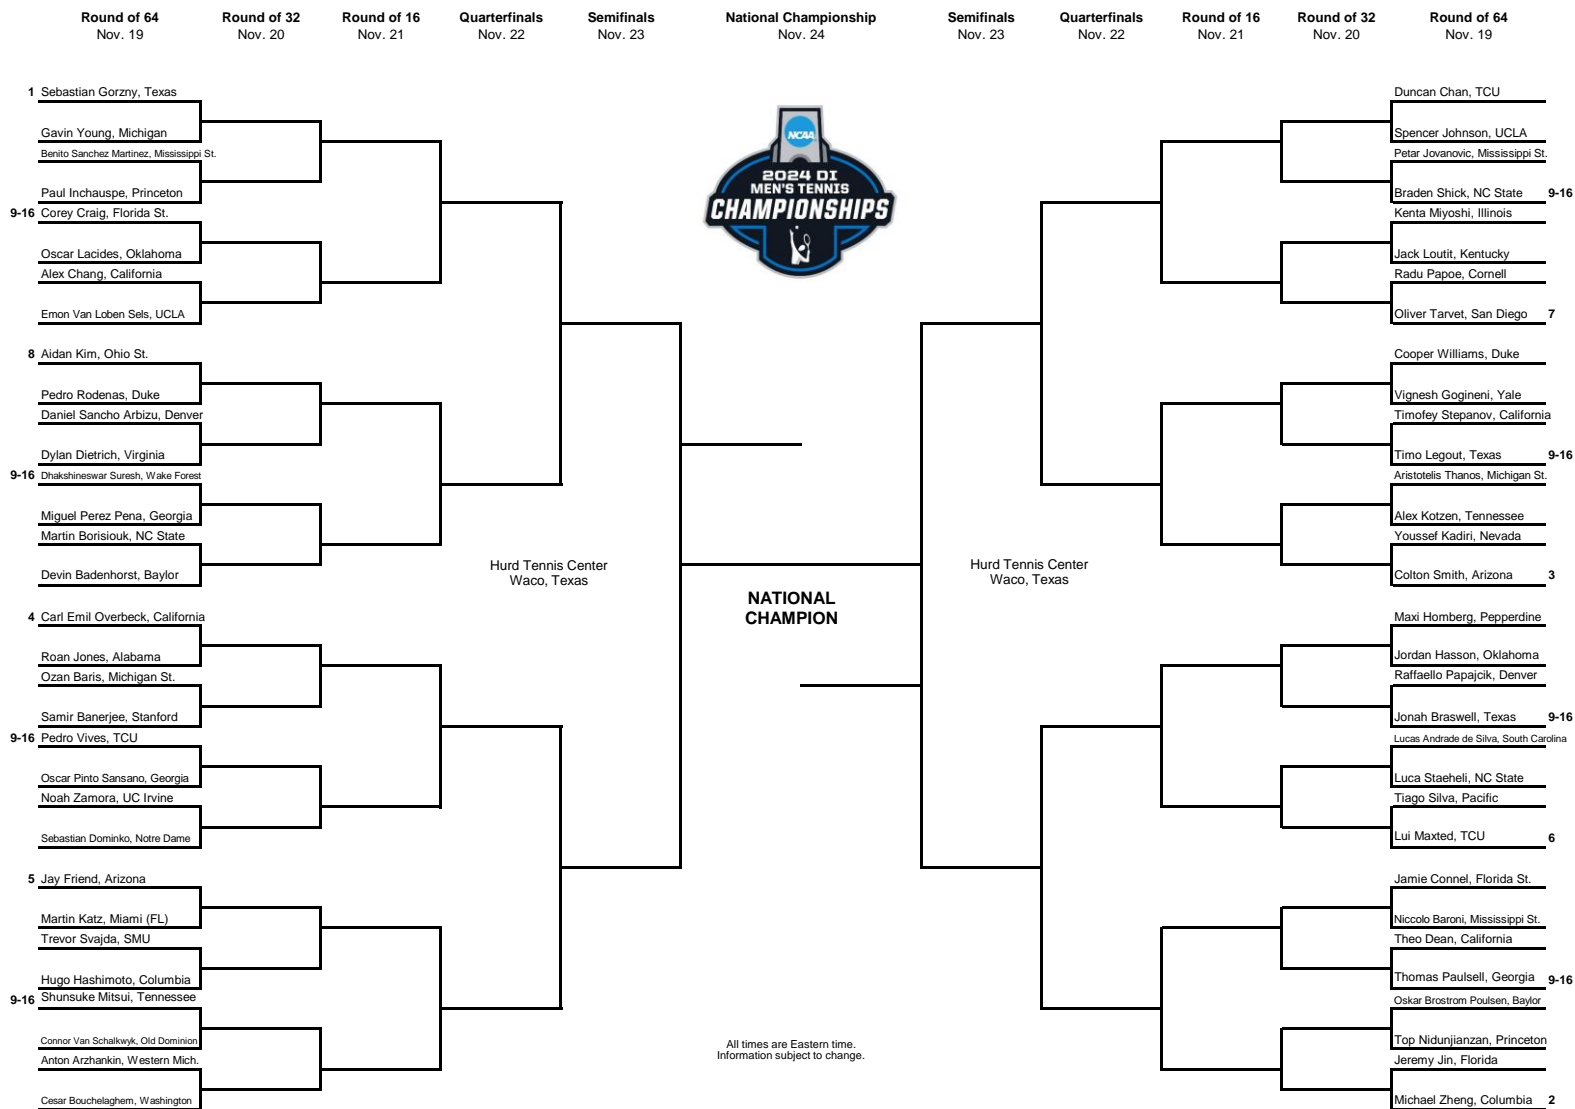 Round of 64 Round of 32 Round of 16 Quarterfinals Semifinals National Championship Semifinals Quarterfinals Round of 16 Round of 32 Round of 64
Nov. 19 Nov. 20 Nov. 21 Nov. 22 Nov. 23 Nov. 24 Nov. 23 Nov. 22 Nov. 21 Nov. 20 Nov. 19
1 Sebastian Gorzny, Texas
Gavin Young, Michigan
Benito Sanchez Martinez, Mississippi St.
Paul Inchauspe, Princeton
9-16 Corey Craig, Florida St.
Oscar Lacides, Oklahoma
Alex Chang, California
Emon Van Loben Sels, UCLA
8 Aidan Kim, Ohio St.
Pedro Rodenas, Duke
Daniel Sancho Arbizu, Denver
Dylan Dietrich, Virginia
9-16 Dhakshineswar Suresh, Wake Forest
Miguel Perez Pena, Georgia
Martin Borisiouk, NC State
Devin Badenhorst, Baylor
4 Carl Emil Overbeck, California
Roan Jones, Alabama
Ozan Baris, Michigan St.
Samir Banerjee, Stanford
9-16 Pedro Vives, TCU
Oscar Pinto Sansano, Georgia
Noah Zamora, UC Irvine
Sebastian Dominko, Notre Dame
5 Jay Friend, Arizona
Martin Katz, Miami (FL)
Trevor Svajda, SMU
Hugo Hashimoto, Columbia
9-16 Shunsuke Mitsui, Tennessee
Connor Van Schalkwyk, Old Dominion
Anton Arzhankin, Western Mich.
Cesar Bouchelaghem, Washington
NCAA
2024 DI
MEN'S TENNIS
CHAMPIONSHIPS
Hurd Tennis Center
Waco, Texas
NATIONAL
CHAMPION
Hurd Tennis Center
Waco, Texas
All times are Eastern time.
Information subject to change.
Duncan Chan, TCU
Spencer Johnson, UCLA
Petar Jovanovic, Mississippi St.
Braden Shick, NC State 9-16
Kenta Miyoshi, Illinois
Jack Loutit, Kentucky
Radu Papoe, Cornell
Oliver Tarvet, San Diego 7
Cooper Williams, Duke
Vignesh Gogineni, Yale
Timofey Stepanov, California
Timo Legout, Texas 9-16
Aristotelis Thanos, Michigan St.
Alex Kotzen, Tennessee
Youssef Kadiri, Nevada
Colton Smith, Arizona 3
Maxi Homberg, Pepperdine
Jordan Hasson, Oklahoma
Raffaello Papajcik, Denver
Jonah Braswell, Texas 9-16
Lucas Andrade de Silva, South Carolina
Luca Staeheli, NC State
Tiago Silva, Pacific
Lui Maxted, TCU 6
Jamie Connel, Florida St.
Niccolo Baroni, Mississippi St.
Theo Dean, California
Thomas Paulsell, Georgia 9-16
Oskar Brostrom Poulsen, Baylor
Top Nidunjianzan, Princeton
Jeremy Jin, Florida
Michael Zheng, Columbia 2